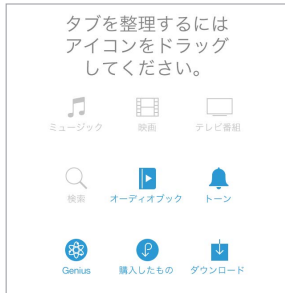 タブを整理するには
アイコンをドラッグ
してください。
ミュージック 映画 テレビ番組
検索 オーディオブック トーン
Genius 購入したもの ダウンロード